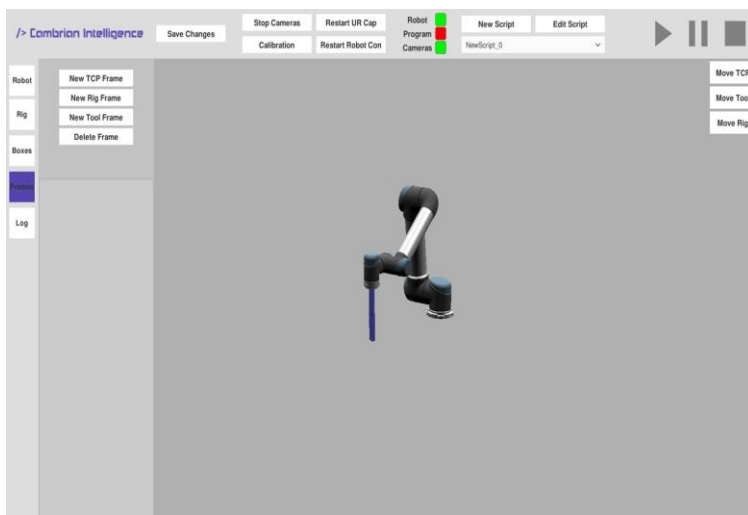 /> Cambrian Intelligence
Save Changes
Stop Cameras
Restart UR Cap
Calibration
Restart Robot Con
Robot
Program
Cameras
New Script
Edit Script
NewScript_0
Robot
Rig
Boxes
Frames
Log
New TCP Frame
New Rig Frame
New Tool Frame
Delete Frame
Move TCP
Move Too
Move Rig